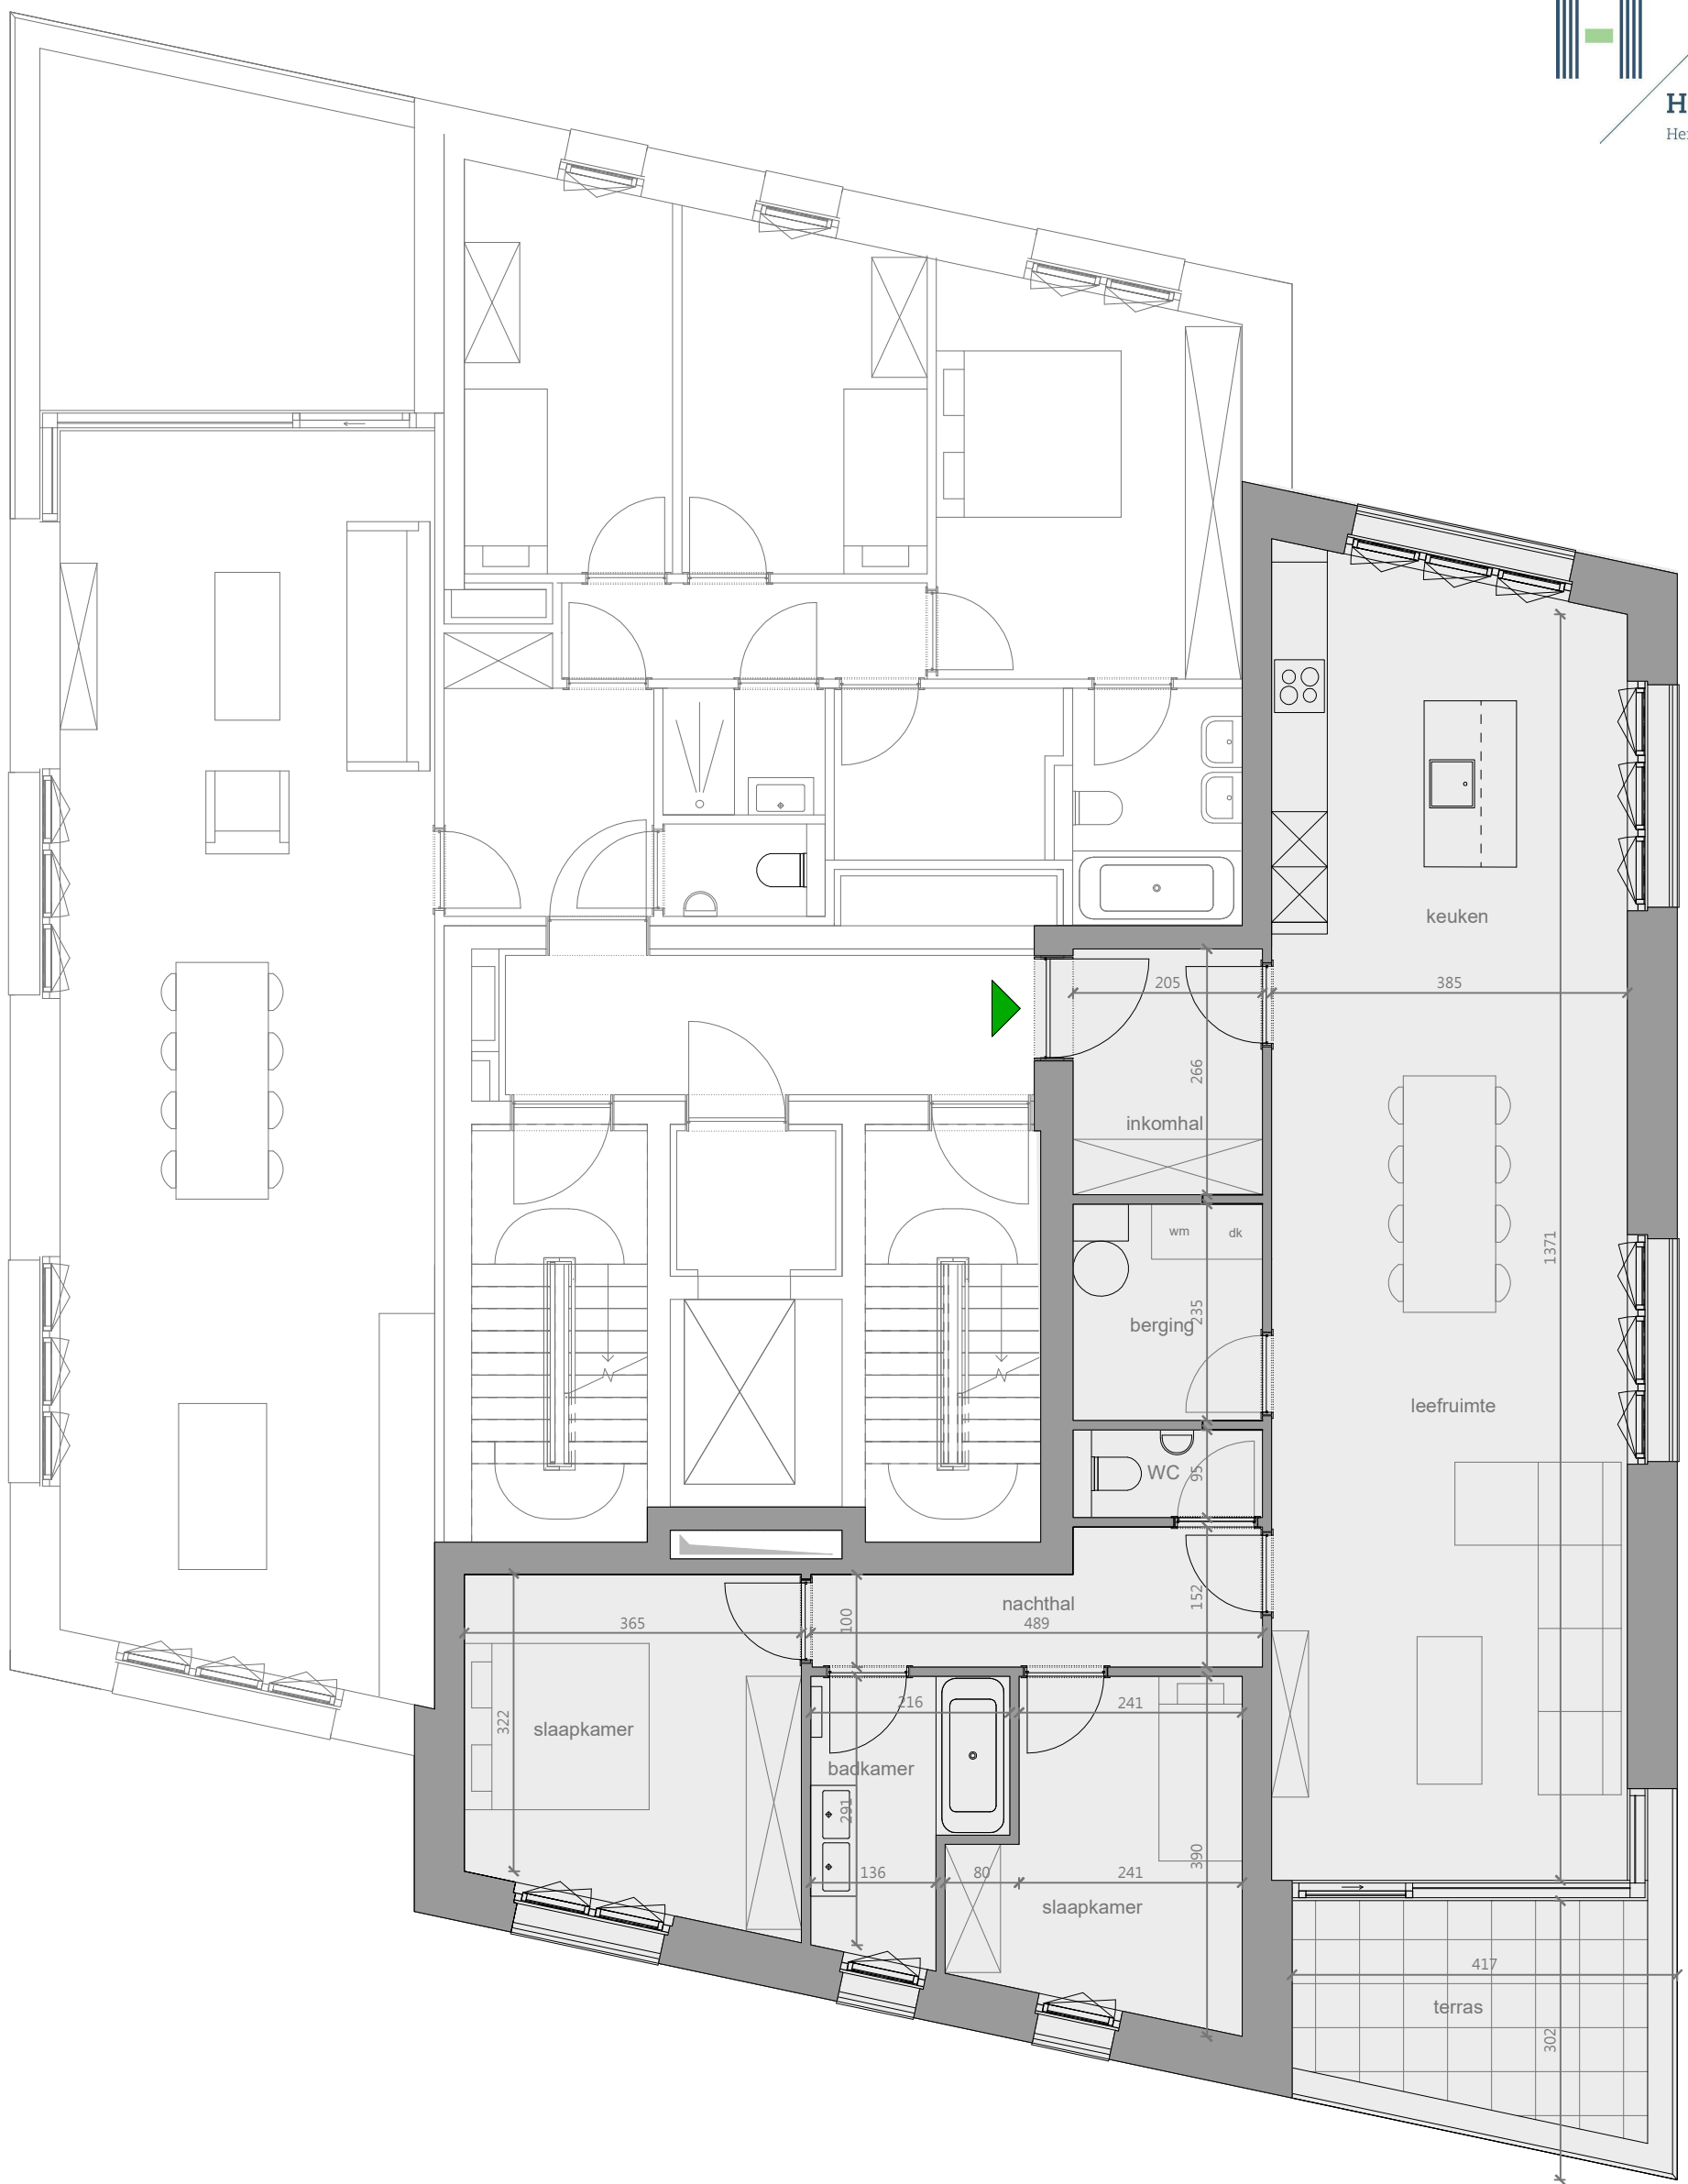 H
Her
keuken
205
385
266
inkomhal
wm
dk
1371
235
berging
leefruimte
WC
95
152
nachthal
100
365
489
322
slaapkamer
216
241
badkamer
291
390
136
80
241
slaapkamer
417
terras
302